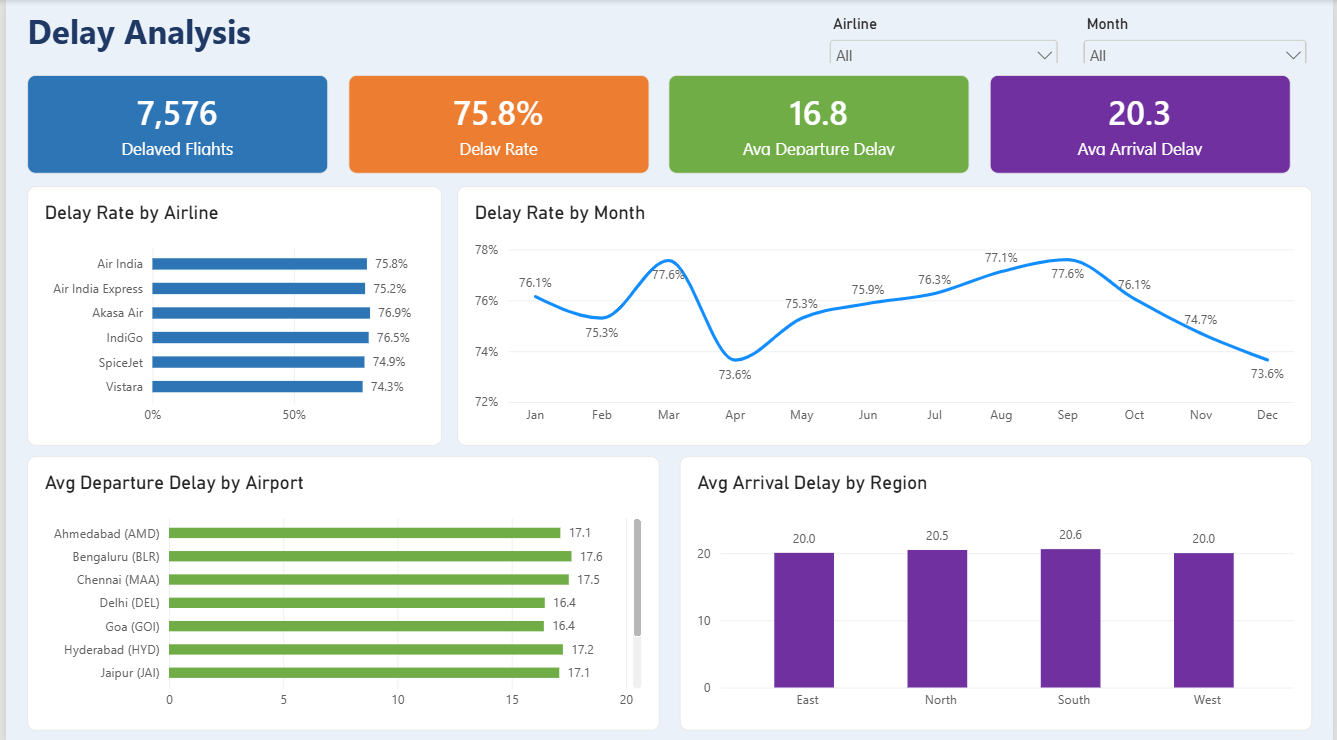 Delay Analysis
Airline
Month
All
All
7,576
Delayed Flights
75.8%
Delay Rate
16.8
Avg Departure Delay
20.3
Avg Arrival Delay
Delay Rate by Airline
Air India 75.8%
Air India Express 75.2%
Akasa Air 76.9%
IndiGo 76.5%
SpiceJet 74.9%
Vistara 74.3%
0% 50%
Delay Rate by Month
78%
76%
74%
72%
76.1% 75.3% 77.6% 73.6% 75.3% 75.9% 76.3% 77.1% 77.6% 76.1% 74.7% 73.6%
Jan Feb Mar Apr May Jun Jul Aug Sep Oct Nov Dec
Avg Departure Delay by Airport
Ahmedabad (AMD) 17.1
Bengaluru (BLR) 17.6
Chennai (MAA) 17.5
Delhi (DEL) 16.4
Goa (GOI) 16.4
Hyderabad (HYD) 17.2
Jaipur (JAI) 17.1
0 5 10 15 20
Avg Arrival Delay by Region
20.0 20.5 20.6 20.0
20
10
0
East North South West